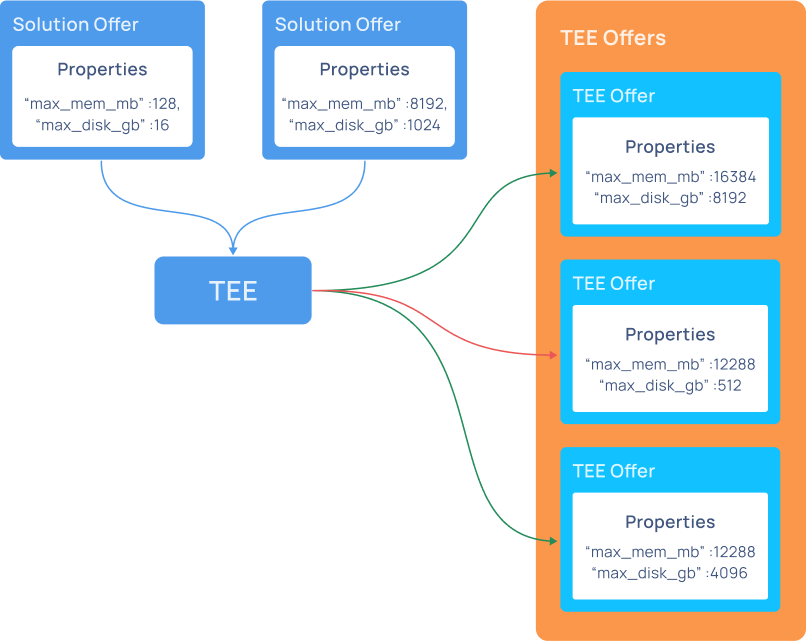 Solution Offer
Properties
“max_mem_mb” :128,
“max_disk_gb” :16
Solution Offer
Properties
“max_mem_mb” :8192,
“max_disk_gb” :1024
TEE
TEE Offers
TEE Offer
Properties
“max_mem_mb” :16384
“max_disk_gb” :8192
TEE Offer
Properties
“max_mem_mb” :12288
“max_disk_gb” :512
TEE Offer
Properties
“max_mem_mb” :12288
“max_disk_gb” :4096